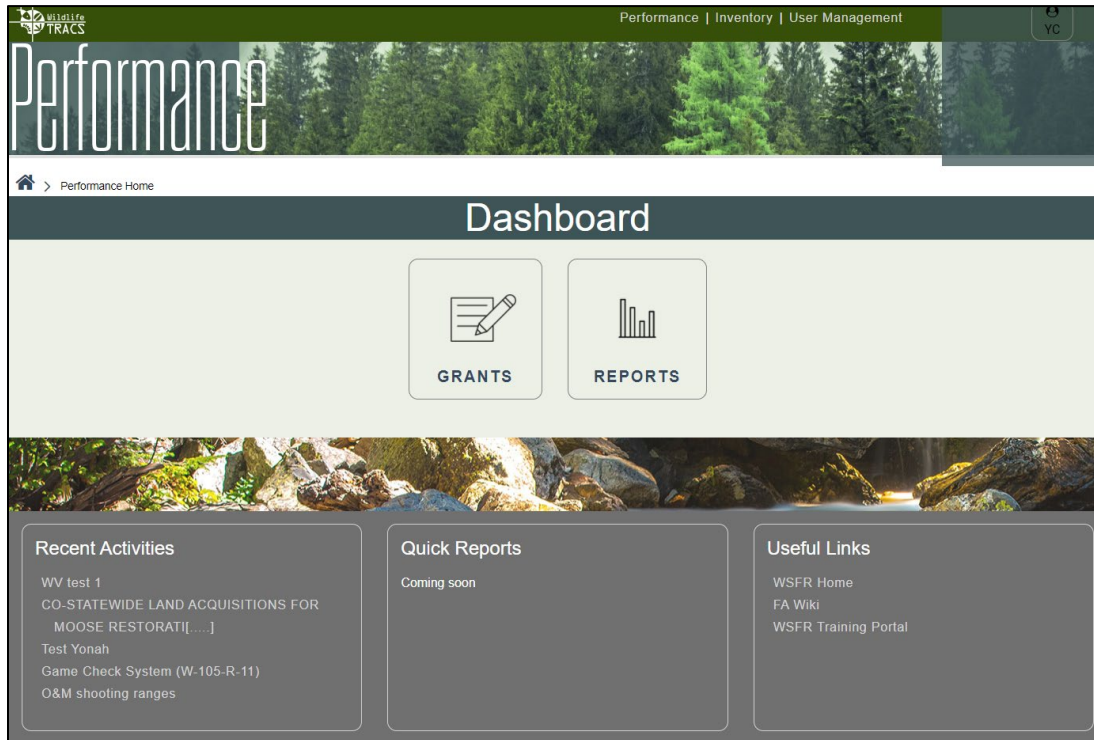 Wildlife
TRACS
Performance | Inventory | User Management
YC
Performance
> Performance Home
Dashboard
GRANTS
REPORTS
Recent Activities
WV test 1
CO-STATEWIDE LAND ACQUISITIONS FOR
MOOSE RESTORATI[.....]
Test Yonah
Game Check System (W-105-R-11)
O&M shooting ranges
Quick Reports
Coming soon
Useful Links
WSFR Home
FA Wiki
WSFR Training Portal